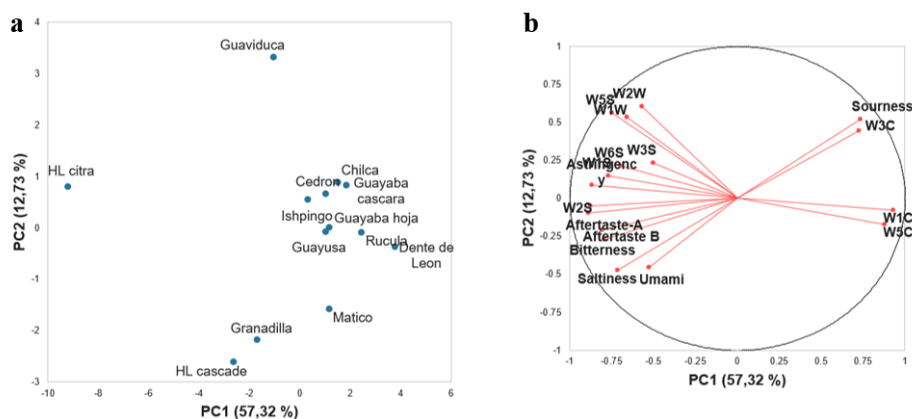 a
4
3
2
1
0
-1
-2
-3
-10
-8
-6
-4
-2
0
2
4
6
PC2 (12,73 %)
PC1 (57,32 %)
Guaviduca
HL citra
Chilca
Cedron
Guayaba
cascara
Ishpingo
Guayaba hoja
Guayusa
Rucula
Dente de
Leon
Matico
Granadilla
HL cascade
b
1
0.75
0.5
0.25
0
-0.25
-0.5
-0.75
-1
-1
-0.75
-0.5
-0.25
0
0.25
0.5
0.75
1
PC2 (12,73 %)
PC1 (57,32 %)
W2W
W5S
W1W
Sourness
W3C
W6S
W3S
Astringenc
y
W2S
W1C
W5C
Aftertaste-A
Aftertaste B
Bitterness
Saltiness
Umami